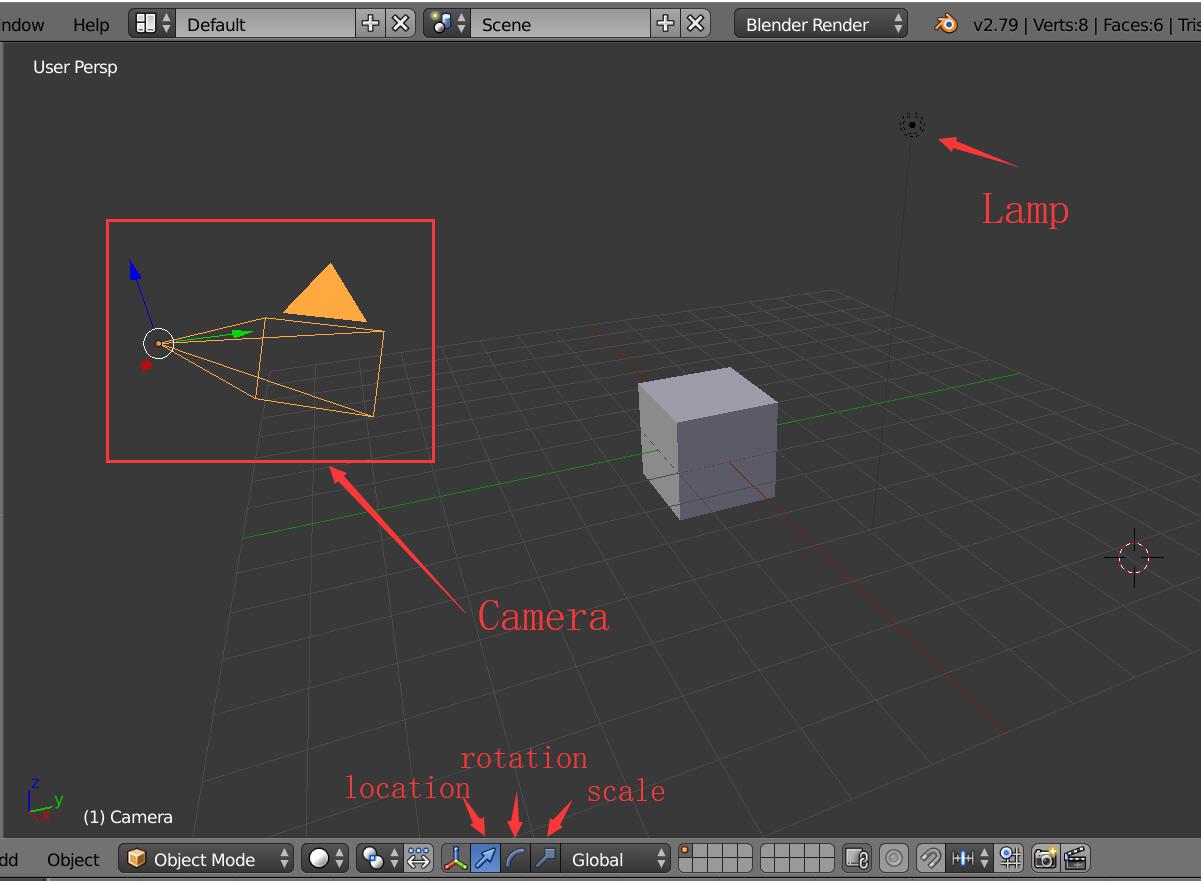 ndow Help Default Scene Blender Render v2.79 | Verts:8 | Faces:6 | Tris
User Persp
Lamp
Camera
rotation
location
scale
z
y
x
(1) Camera
dd Object Object Mode Global